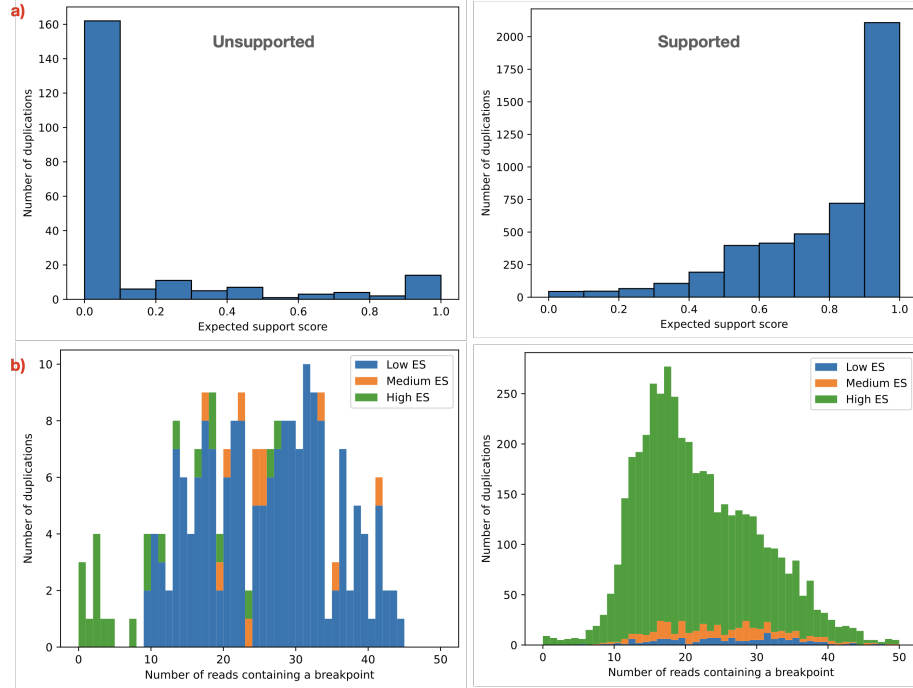 a)
Unsupported
Number of duplications
160
140
120
100
80
60
40
20
0
0.0 0.2 0.4 0.6 0.8 1.0
Expected support score
Supported
Number of duplications
2000
1750
1500
1250
1000
750
500
250
0
0.0 0.2 0.4 0.6 0.8 1.0
Expected support score
b)
Low ES
Medium ES
High ES
Number of duplications
10
8
6
4
2
0
0 10 20 30 40 50
Number of reads containing a breakpoint
Low ES
Medium ES
High ES
Number of duplications
250
200
150
100
50
0
0 10 20 30 40 50
Number of reads containing a breakpoint